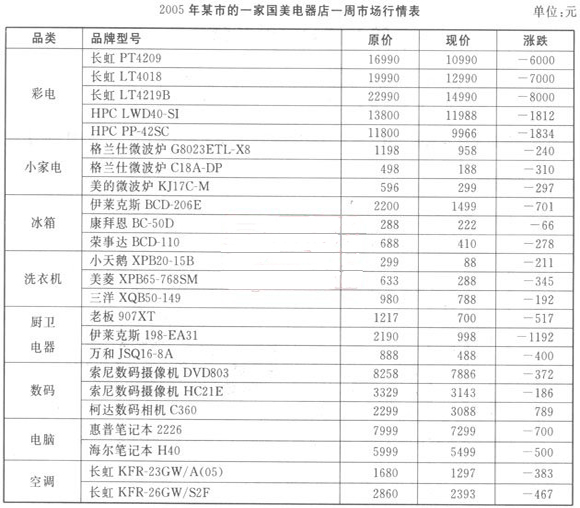 2005年某市的一家国美电器店一周市场行情表 单位:元
品类 品牌型号 原价 现价 涨跌
彩电 长虹 PT4209 16990 10990 -6000
长虹 LT4018 19990 12990 -7000
长虹 LT4219B 22990 14990 -8000
HPC LWD40-SI 13800 11988 -1812
HPC PP-42SC 11800 9966 -1834
小家电 格兰仕微波炉 G8023ETL-X8 1198 958 -240
格兰仕微波炉 C18A-DP 498 188 -310
美的微波炉 KJ17C-M 596 299 -297
冰箱 伊莱克斯 BCD-206E 2200 1499 -701
康拜恩 BC-50D 288 222 -66
荣事达 BCD-110 688 410 -278
洗衣机 小天鹅 XPB20-15B 299 88 -211
美菱 XPB65-768SM 633 288 -345
三洋 XQB50-149 980 788 -192
厨卫电器 老板 907XT 1217 700 -517
伊莱克斯 198-EA31 2190 998 -1192
万和 JSQ16-8A 888 488 -400
数码 索尼数码摄像机 DVD803 8258 7886 -372
索尼数码摄像机 HC21E 3329 3143 -186
柯达数码相机 C360 2299 3088 789
电脑 惠普笔记本 2226 7999 7299 -700
海尔笔记本 H40 5999 5499 -500
空调 长虹 KFR-23GW/A(05) 1680 1297 -383
长虹 KFR-26GW/S2F 2860 2393 -467